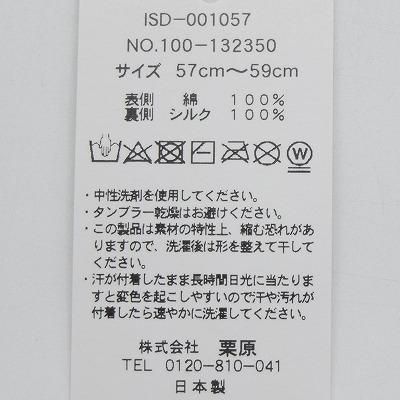 ISD-001057
NO.100-132350
サイズ 57cm～59cm
表側 綿 100%
裏側 シルク 100%
W
・中性洗剤を使用してください。
・タンブラー乾燥はお避けください。
・この製品は素材の特性上、縮む恐れがあ
りますので、洗濯後は形を整えて干して
ください。
・汗が付着したまま長時間日光に当たりま
すと変色を起こしやすいので汗や汚れが
付着したら速やかに洗濯してください。
株式会社 栗原
TEL 0120-810-041
日本製